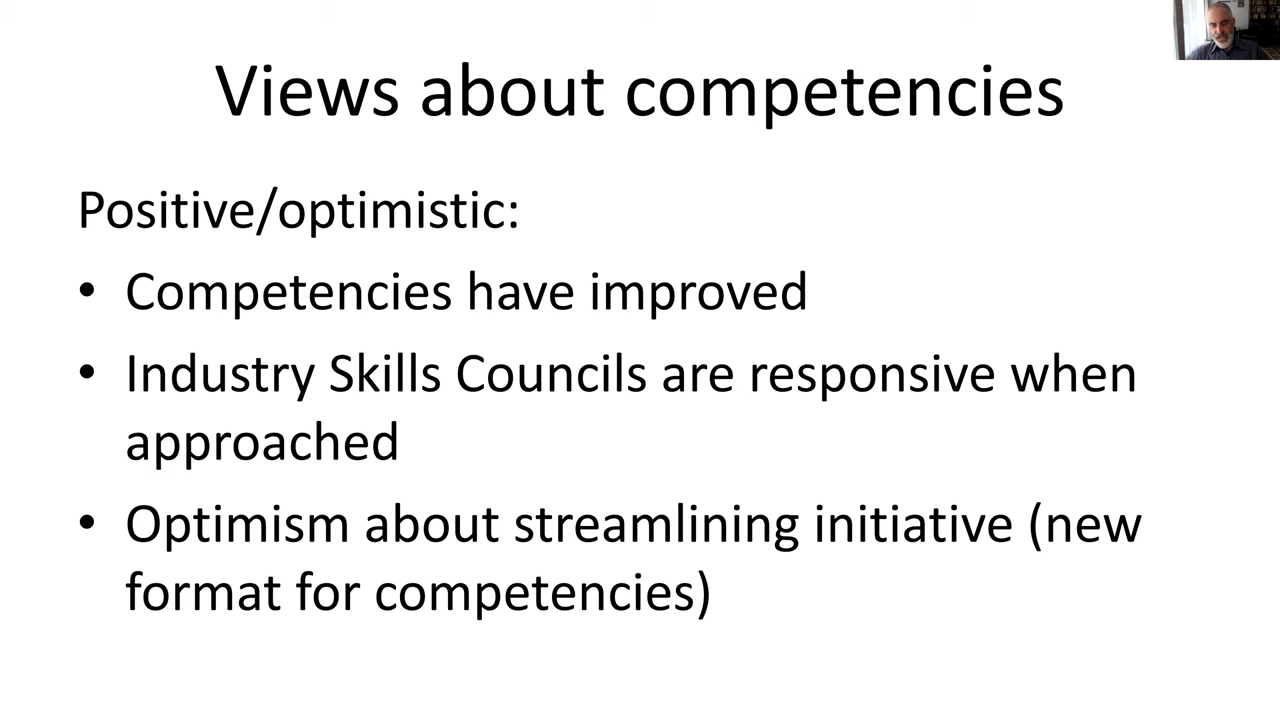 Views about competencies
Positive/optimistic:
• Competencies have improved
• Industry Skills Councils are responsive when
approached
• Optimism about streamlining initiative (new
format for competencies)